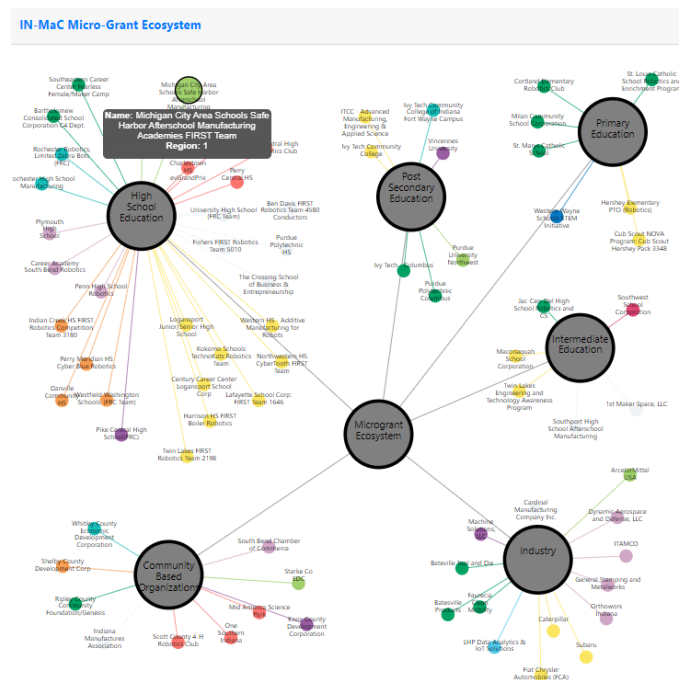 IN-MaC Micro-Grant Ecosystem
Southeastern Career
Center Fearless
Female/Maker Camp
Michigan City Area
Schools Safe Harbor
Afterschool
Manufacturing
Name: Michigan City Area Schools Safe
Harbor Afterschool Manufacturing
Academies FIRST Team
Region: 1
Bartholomew
Consolidated School
Corporation C4 Dept.
Rochester Robotics,
Limited Zebra Bots
(FRC)
Rochester High School
Manufacturing
Charlestown
HS
evGrandPrix
Perry
Central HS
High
School
Education
University High School
(FRC Team)
Ben Davis FIRST
Robotics Team 4580
Conductors
Fishers FIRST Robotics
Team 5010
Purdue
Polytechnic
HS
Plymouth
High
School
Career Academy
South Bend Robotics
Penn High School
Robotics
The Crossing School
of Business &
Entrepreneurship
Indian Creek HS FIRST
Robotics Competition
Team 3180
Logansport
Junior/Senior High
School
Western HS - Additive
Manufacturing for
Robots
Perry Meridian HS
Cyber Blue Robotics
Kokomo Schools
TechnoKats Robotics
Team
Northwestern HS
CyberTooth FIRST
Team
Danville
Community
HS
Westfield Washington
Schools (FRC Team)
Century Career Center
Logansport School
Corp
Lafayette School Corp:
FIRST Team 1646
Pike Central High
School(FRC)
Harrison HS FIRST
Boiler Robotics
Twin Lakes FIRST
Robotics Team 2198
ITCC - Advanced
Manufacturing,
Engineering &
Applied Science
Ivy Tech Community
College of Indiana
Fort Wayne Campus
Ivy Tech Community
College
Vincennes
University
Post
Secondary
Education
Purdue
University
Northwest
Ivy Tech - Columbus
Purdue
Polytechnic
Columbus
Cortland Elementary
Robotics Club
St. Louis Catholic
School Robotics and
Enrichment Program
Milan Community
School Corporation
Primary
Education
St. Mary's Catholic
School
Western Wayne
Schools STEM
Initiative
Hershey Elementary
PTO (Robotics)
Cub Scout NOVA
Program: Cub Scout
Hershey Pack 3348
Jac-Cen-Del High
School Robotics and
CS
Southwest
School
Corporation
Intermediate
Education
Maconaquah
School
Corporation
Twin Lakes
Engineering and
Technology Awareness
Program
1st Maker Space, LLC
Southport High
School Afterschool
Manufacturing
Microgrant
Ecosystem
Whitley County
Economic
Development
Corporation
South Bend Chamber
of Commerce
Shelby County
Development Corp
Community
Based
Organizations
Starke Co
EDC
Ripley County
Community
Foundation/Genesis
Mid America Science
Park
Knox County
Development
Corporation
Indiana
Manufactures
Association
Scott County 4-H
Robotics Club
One
Southern
Indiana
Cardinal
Manufacturing
Company Inc.
ArcelorMittal
USA
Machine
Solutions,
LLC
Dynamic Aerospace
and Defense, LLC
Industry
ITAMCO
Bateville Tool and Die
General Stamping and
Metalworks
Batesville
Products
Faurecia
Clean
Mobility
Orthoworx
Indiana
Caterpillar
LHP Data Analytics &
IoT Solutions
Subaru
Fiat Chrysler
Automobiles (FCA)